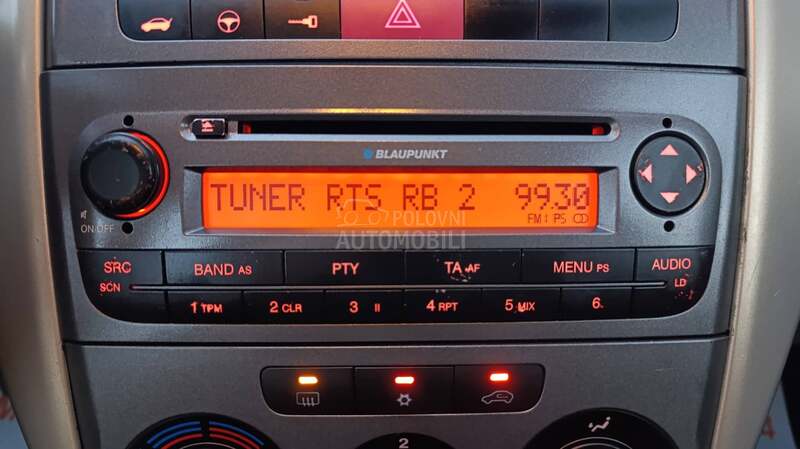 BLAUPUNKT
TUNER RTS RB 2 99.30
FM1 PS CD
POLOVNI
AUTOMOBILI
ON·OFF
SRC BAND AS PTY TA·AF MENU PS AUDIO
SCN LD
1 TPM 2 CLR 3 II 4 RPT 5 MIX 6
2